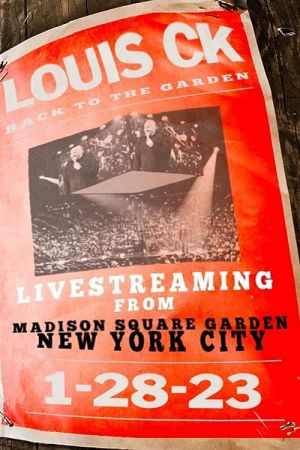 LOUIS CK
BACK TO THE GARDEN
LIVESTREAMING
FROM
MADISON SQUARE GARDEN
NEW YORK CITY
1-28-23